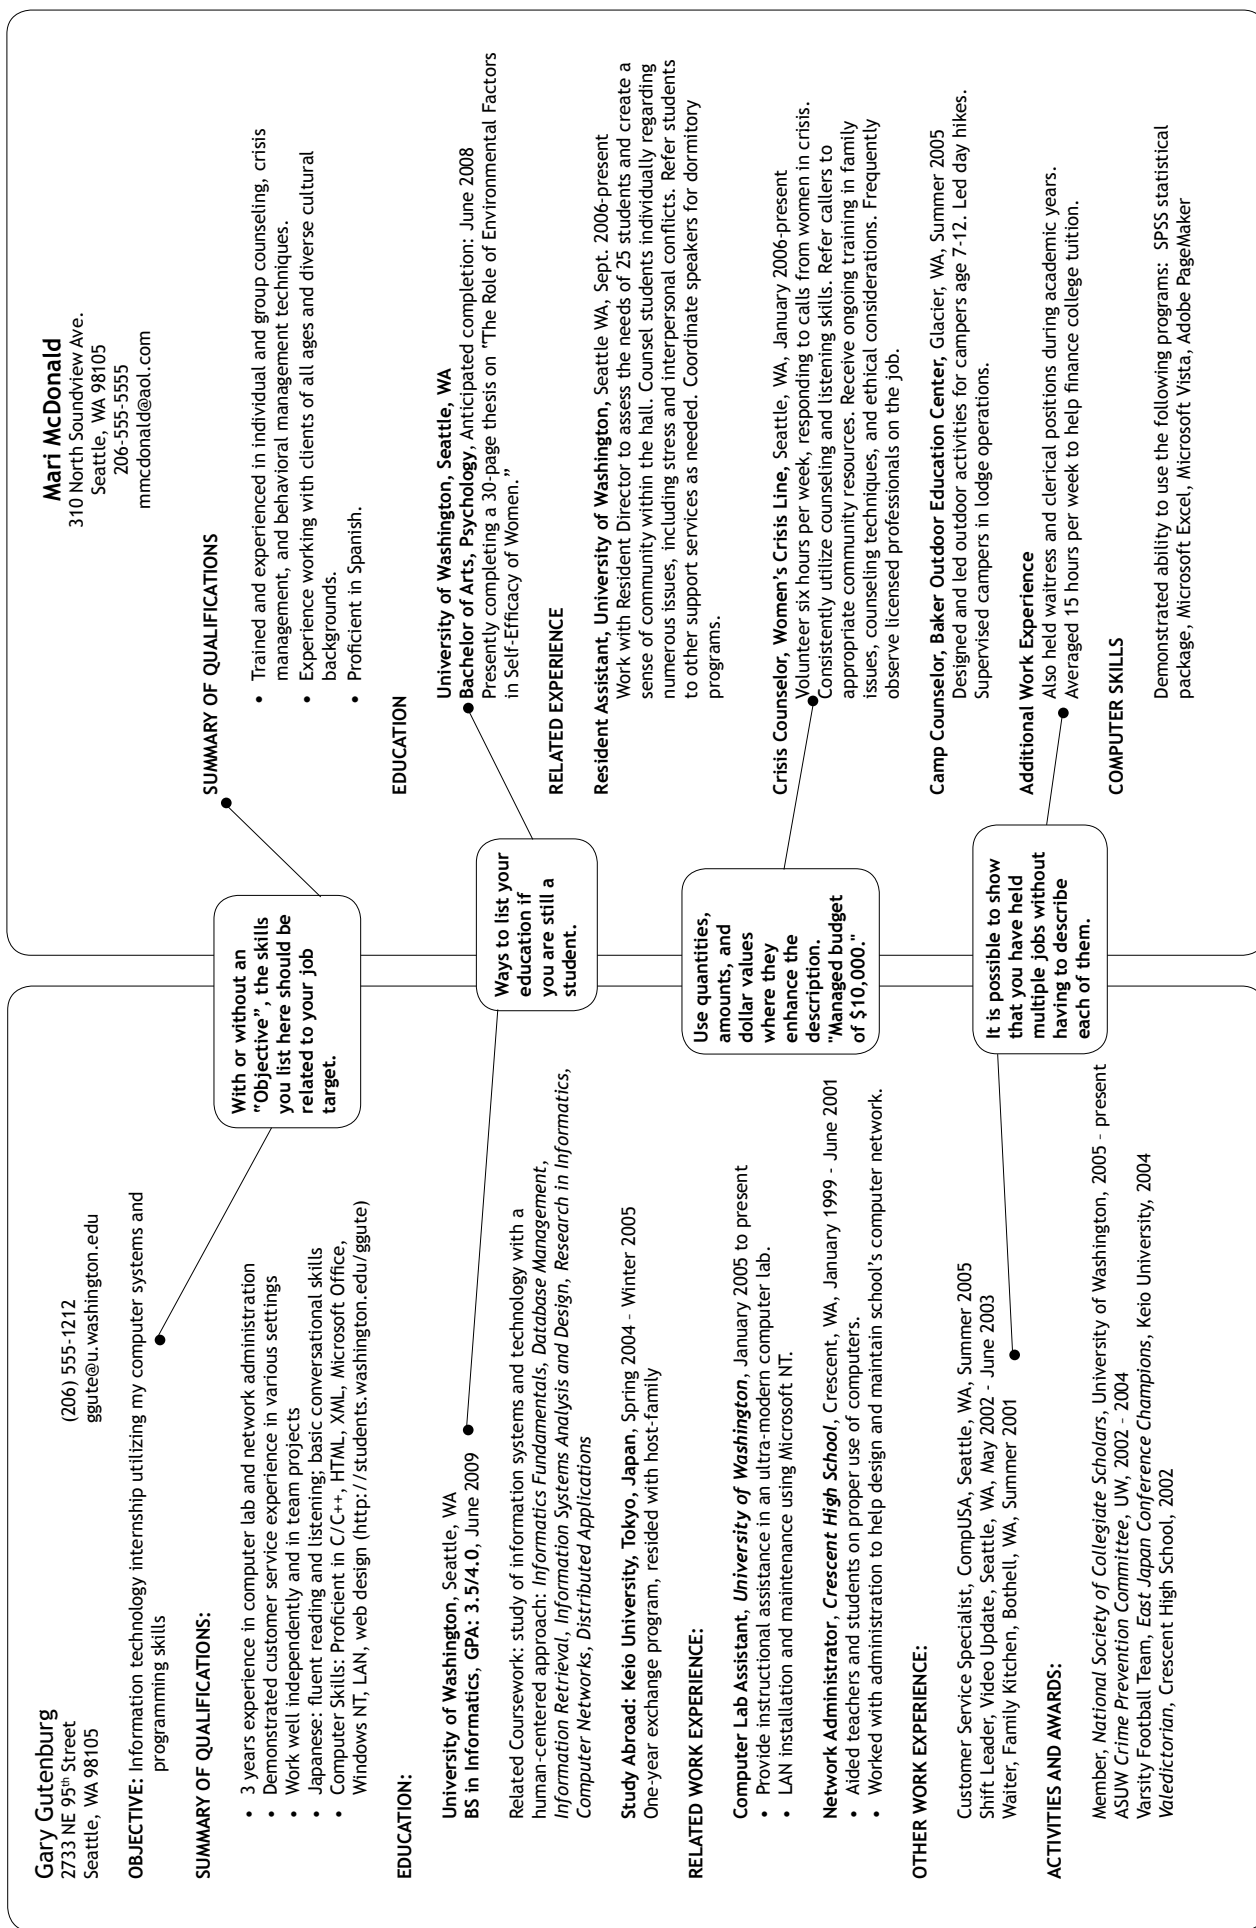 Gary Gutenburg
2733 NE 95th Street
Seattle, WA 98105
(206) 555-1212
ggute@u.washington.edu
OBJECTIVE: Information technology internship utilizing my computer systems and
programming skills
SUMMARY OF QUALIFICATIONS:
• 3 years experience in computer lab and network administration
• Demonstrated customer service experience in various settings
• Work well independently and in team projects
• Japanese: fluent reading and listening; basic conversational skills
• Computer Skills: Proficient in C/C++, HTML, XML, Microsoft Office,
Windows NT, LAN, web design (http://students.washington.edu/ggute)
EDUCATION:
University of Washington, Seattle, WA
BS in Informatics, GPA: 3.5/4.0, June 2009
Related Coursework: study of information systems and technology with a
human-centered approach: Informatics Fundamentals, Database Management,
Information Retrieval, Information Systems Analysis and Design, Research in Informatics,
Computer Networks, Distributed Applications
Study Abroad: Keio University, Tokyo, Japan, Spring 2004 - Winter 2005
One-year exchange program, resided with host-family
RELATED WORK EXPERIENCE:
Computer Lab Assistant, University of Washington, January 2005 to present
• Provide instructional assistance in an ultra-modern computer lab.
• LAN installation and maintenance using Microsoft NT.
Network Administrator, Crescent High School, Crescent, WA, January 1999 - June 2001
• Aided teachers and students on proper use of computers.
• Worked with administration to help design and maintain school's computer network.
OTHER WORK EXPERIENCE:
Customer Service Specialist, CompUSA, Seattle, WA, Summer 2005
Shift Leader, Video Update, Seattle, WA, May 2002 - June 2003
Waiter, Family Kitchen, Bothell, WA, Summer 2001
ACTIVITIES AND AWARDS:
Member, National Society of Collegiate Scholars, University of Washington, 2005 - present
ASUW Crime Prevention Committee, UW, 2002 - 2004
Varsity Football Team, East Japan Conference Champions, Keio University, 2004
Valedictorian, Crescent High School, 2002
With or without an
"Objective", the skills
you list here should be
related to your job
target.
Ways to list your
education if
you are still a
student.
Use quantities,
amounts, and
dollar values
where they
enhance the
description.
"Managed budget
of $10,000."
It is possible to show
that you have held
multiple jobs without
having to describe
each of them.
Mari McDonald
310 North Soundview Ave.
Seattle, WA 98105
206-555-5555
mmcdonald@aol.com
SUMMARY OF QUALIFICATIONS
• Trained and experienced in individual and group counseling, crisis
management, and behavioral management techniques.
• Experience working with clients of all ages and diverse cultural
backgrounds.
• Proficient in Spanish.
EDUCATION
University of Washington, Seattle, WA
Bachelor of Arts, Psychology, Anticipated completion: June 2008
Presently completing a 30-page thesis on "The Role of Environmental Factors
in Self-Efficacy of Women."
RELATED EXPERIENCE
Resident Assistant, University of Washington, Seattle WA, Sept. 2006-present
Work with Resident Director to assess the needs of 25 students and create a
sense of community within the hall. Counsel students individually regarding
numerous issues, including stress and interpersonal conflicts. Refer students
to other support services as needed. Coordinate speakers for dormitory
programs.
Crisis Counselor, Women's Crisis Line, Seattle, WA, January 2006-present
Volunteer six hours per week, responding to calls from women in crisis.
Consistently utilize counseling and listening skills. Refer callers to
appropriate community resources. Receive ongoing training in family
issues, counseling techniques, and ethical considerations. Frequently
observe licensed professionals on the job.
Camp Counselor, Baker Outdoor Education Center, Glacier, WA, Summer 2005
Designed and led outdoor activities for campers age 7-12. Led day hikes.
Supervised campers in lodge operations.
Additional Work Experience
Also held waitress and clerical positions during academic years.
Averaged 15 hours per week to help finance college tuition.
COMPUTER SKILLS
Demonstrated ability to use the following programs: SPSS statistical
package, Microsoft Excel, Microsoft Vista, Adobe PageMaker